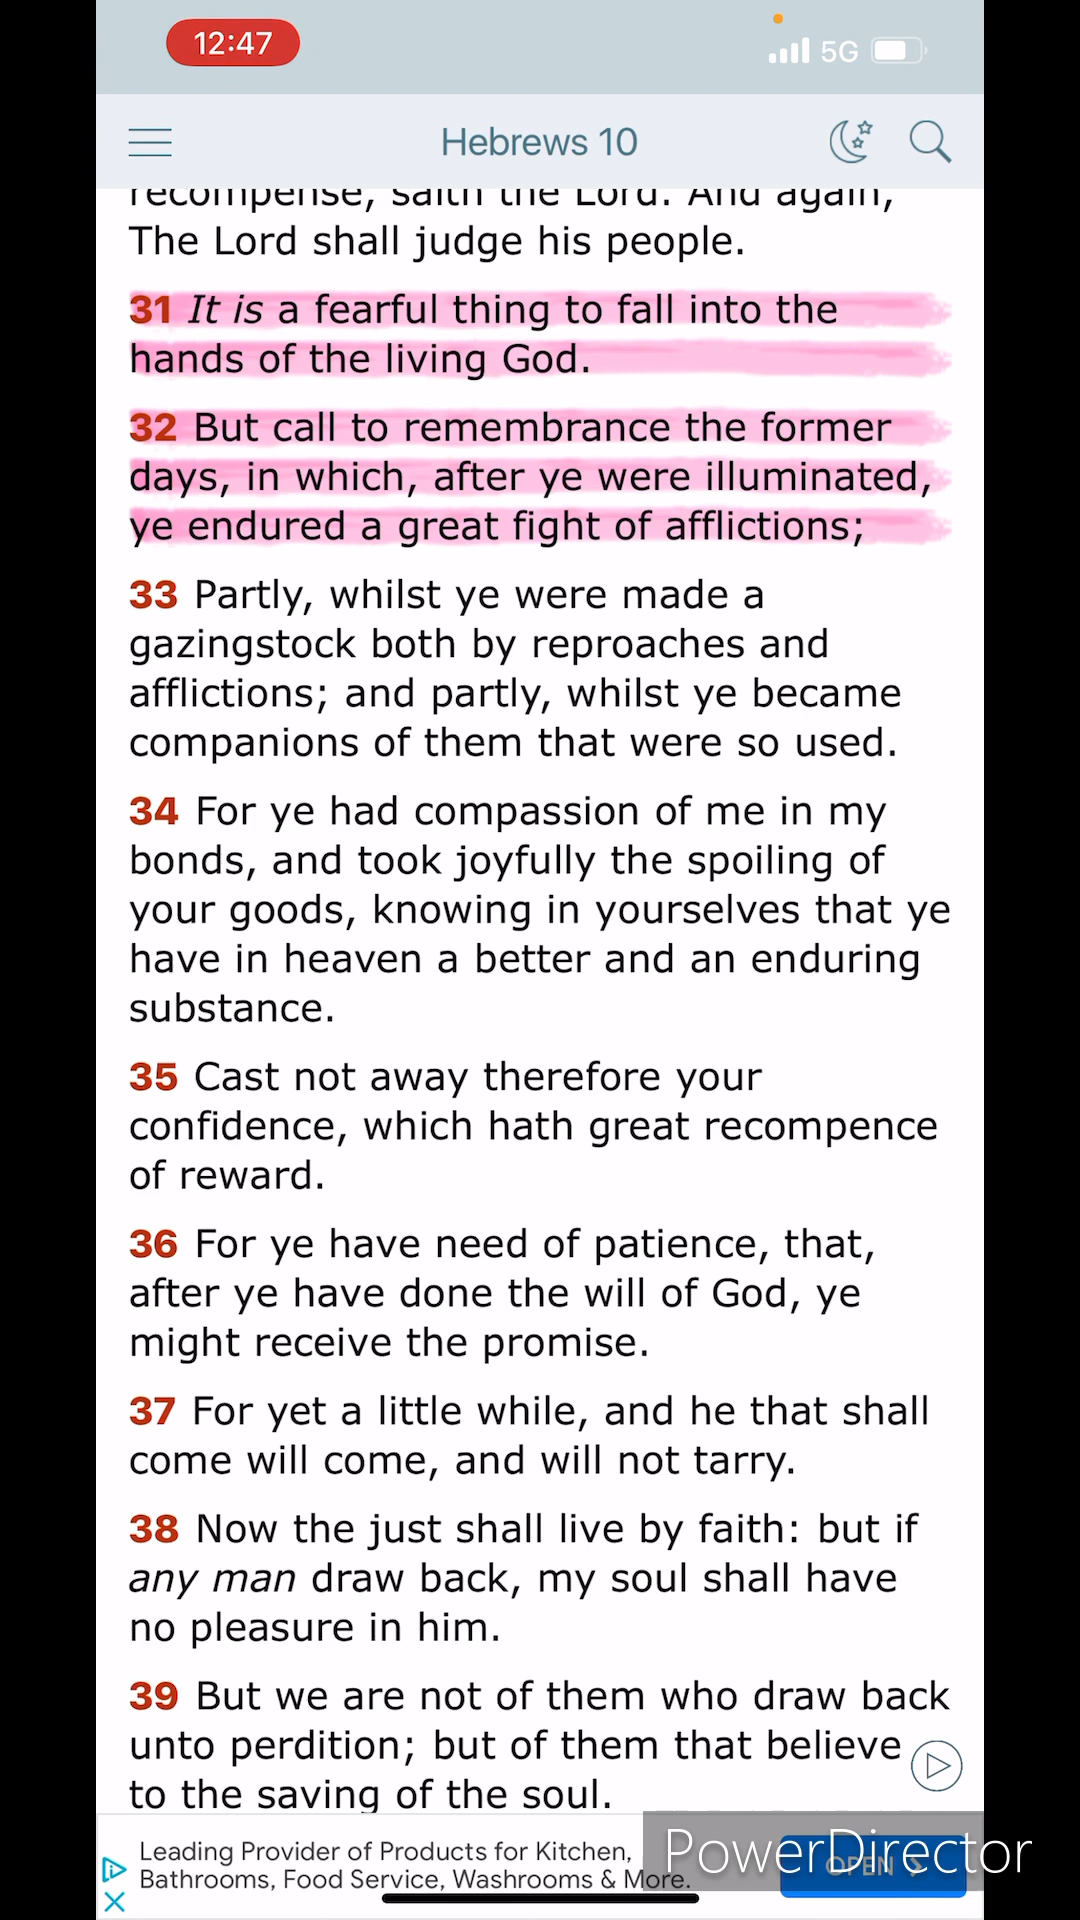 12:47
5G
Hebrews 10
recompense, saith the Lord. And again,
The Lord shall judge his people.
31 It is a fearful thing to fall into the
hands of the living God.
32 But call to remembrance the former
days, in which, after ye were illuminated,
ye endured a great fight of afflictions;
33 Partly, whilst ye were made a
gazingstock both by reproaches and
afflictions; and partly, whilst ye became
companions of them that were so used.
34 For ye had compassion of me in my
bonds, and took joyfully the spoiling of
your goods, knowing in yourselves that ye
have in heaven a better and an enduring
substance.
35 Cast not away therefore your
confidence, which hath great recompence
of reward.
36 For ye have need of patience, that,
after ye have done the will of God, ye
might receive the promise.
37 For yet a little while, and he that shall
come will come, and will not tarry.
38 Now the just shall live by faith: but if
any man draw back, my soul shall have
no pleasure in him.
39 But we are not of them who draw back
unto perdition; but of them that believe
to the saving of the soul.
Leading Provider of Products for Kitchen,
Bathrooms, Food Service, Washrooms & More.
OPEN
PowerDirector